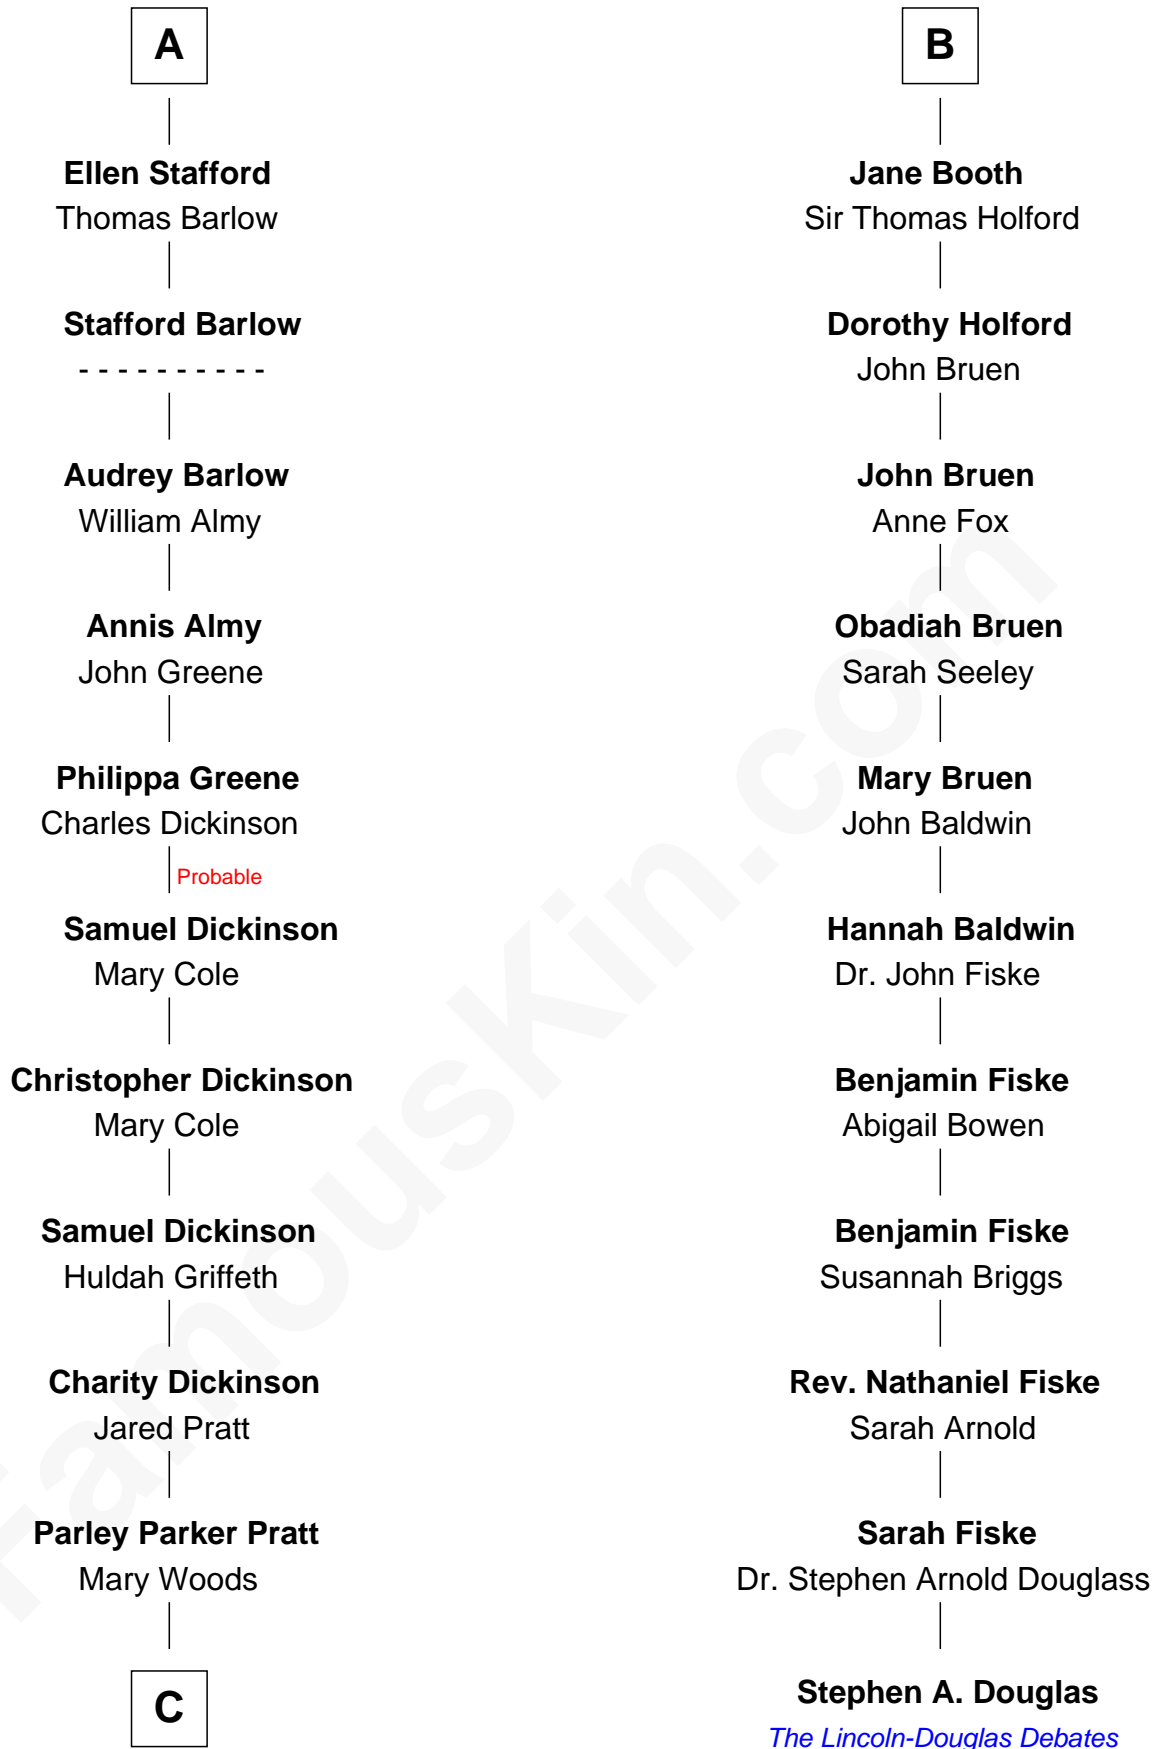 A
Ellen Stafford
Thomas Barlow
Stafford Barlow
- - - - - - - - - -
Audrey Barlow
William Almy
Annis Almy
John Greene
Philippa Greene
Charles Dickinson
Probable
Samuel Dickinson
Mary Cole
Christopher Dickinson
Mary Cole
Samuel Dickinson
Huldah Griffeth
Charity Dickinson
Jared Pratt
Parley Parker Pratt
Mary Woods
C
B
Jane Booth
Sir Thomas Holford
Dorothy Holford
John Bruen
John Bruen
Anne Fox
Obadiah Bruen
Sarah Seeley
Mary Bruen
John Baldwin
Hannah Baldwin
Dr. John Fiske
Benjamin Fiske
Abigail Bowen
Benjamin Fiske
Susannah Briggs
Rev. Nathaniel Fiske
Sarah Arnold
Sarah Fiske
Dr. Stephen Arnold Douglass
Stephen A. Douglas
The Lincoln-Douglas Debates
FamousKin.com